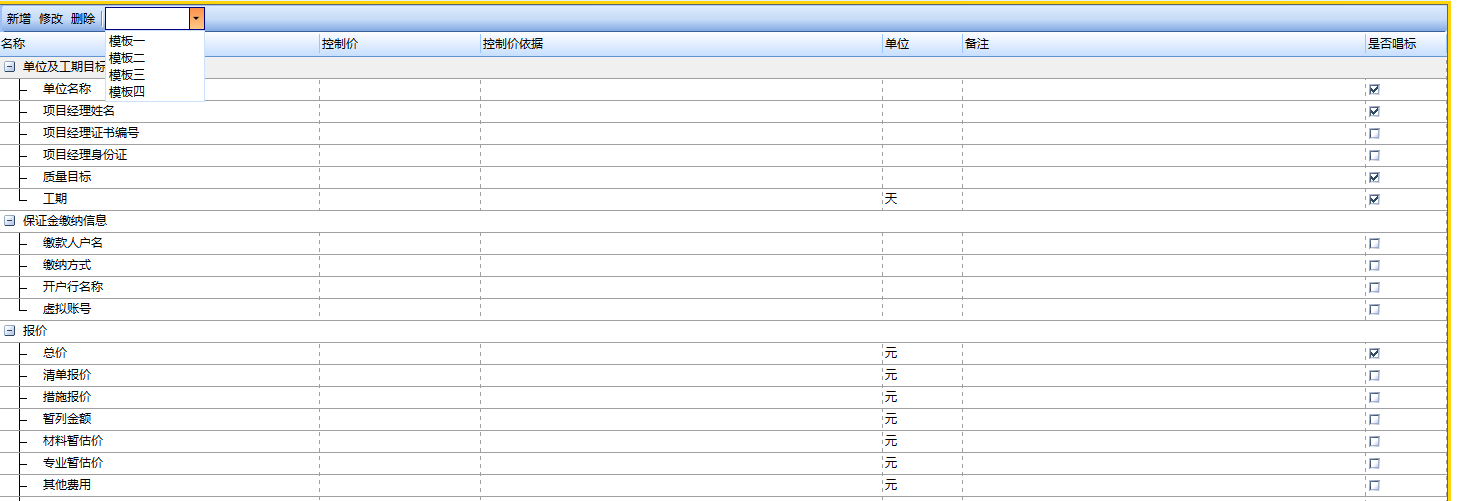 新增 修改 删除
名称 控制价 控制价依据 单位 备注 是否唱标
模板一
模板二
模板三
模板四
单位及工期目标
单位名称
项目经理姓名
项目经理证书编号
项目经理身份证
质量目标
工期 天
保证金缴纳信息
缴款人户名
缴纳方式
开户行名称
虚拟账号
报价
总价 元
清单报价 元
措施报价 元
暂列金额 元
材料暂估价 元
专业暂估价 元
其他费用 元